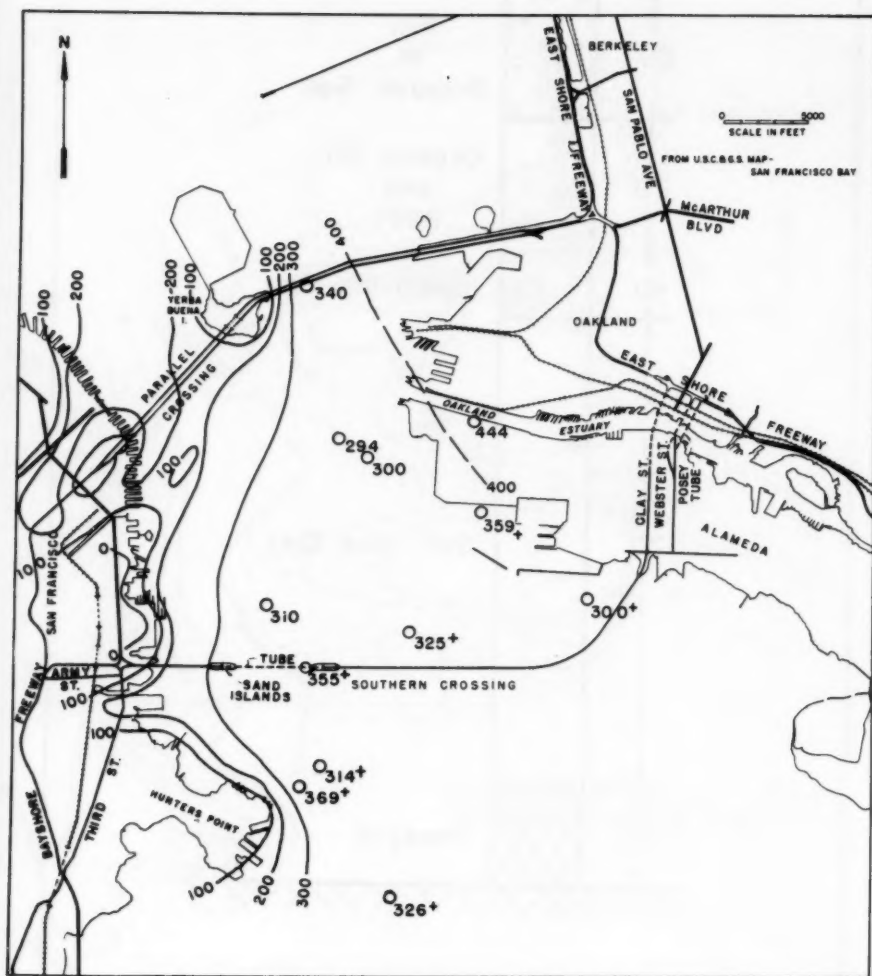 N
EAST SHORE FREEWAY
BERKELEY
SAN PABLO AVE
0 5000
SCALE IN FEET
FROM U.S.C.&G.S. MAP-
SAN FRANCISCO BAY
McARTHUR
BLVD
100
200
200
100
YERBA
BUENA
I.
100
200
300
400
340
PARALLEL
CROSSING
OAKLAND
EAST SHORE FREEWAY
OAKLAND
ESTUARY
444
294
300
100
400
359+
CLAY ST.
WEBSTER ST.
POSEY
TUBE
ALAMEDA
SAN FRANCISCO
100
0
310
325+
300+
0
ARMY
ST.
100
TUBE
SAND
ISLANDS
355+
SOUTHERN CROSSING
FREEWAY
BAYSHORE
100
THIRD ST.
314+
369+
HUNTERS POINT
100
200
300
326+